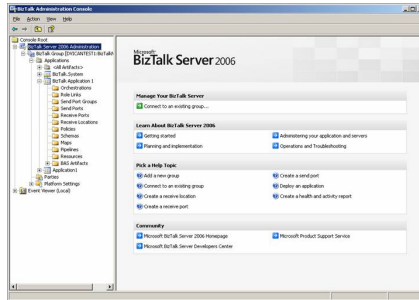 BizTalk Administration Console
File Action View Help
Console Root
BizTalk Server 2006 Administration
BizTalk Group [DYICANTEST1:BizTalkM
Applications
<All Artifacts>
BizTalk.System
BizTalk Application 1
Orchestrations
Role Links
Send Port Groups
Send Ports
Receive Ports
Receive Locations
Policies
Schemas
Maps
Pipelines
Resources
BAS Artifacts
Application1
Parties
Platform Settings
Event Viewer (Local)
Microsoft
BizTalk Server 2006
Manage Your BizTalk Server
Connect to an existing group...
Learn About BizTalk Server 2006
Getting started
Administering your application and servers
Planning and implementation
Operations and Troubleshooting
Pick a Help Topic
Add a new group
Create a send port
Connect to an existing group
Deploy an application
Create a receive location
Create a health and activity report
Create a receive port
Community
Microsoft BizTalk Server 2006 Homepage
Microsoft Product Support Service
Microsoft BizTalk Server Developers Center